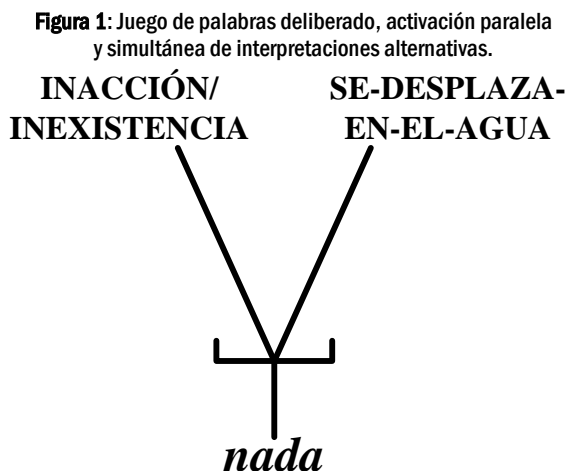 Figura 1: Juego de palabras deliberado, activación paralela
y simultánea de interpretaciones alternativas.
INACCIÓN/
INEXISTENCIA
SE-DESPLAZA-
EN-EL-AGUA
nada